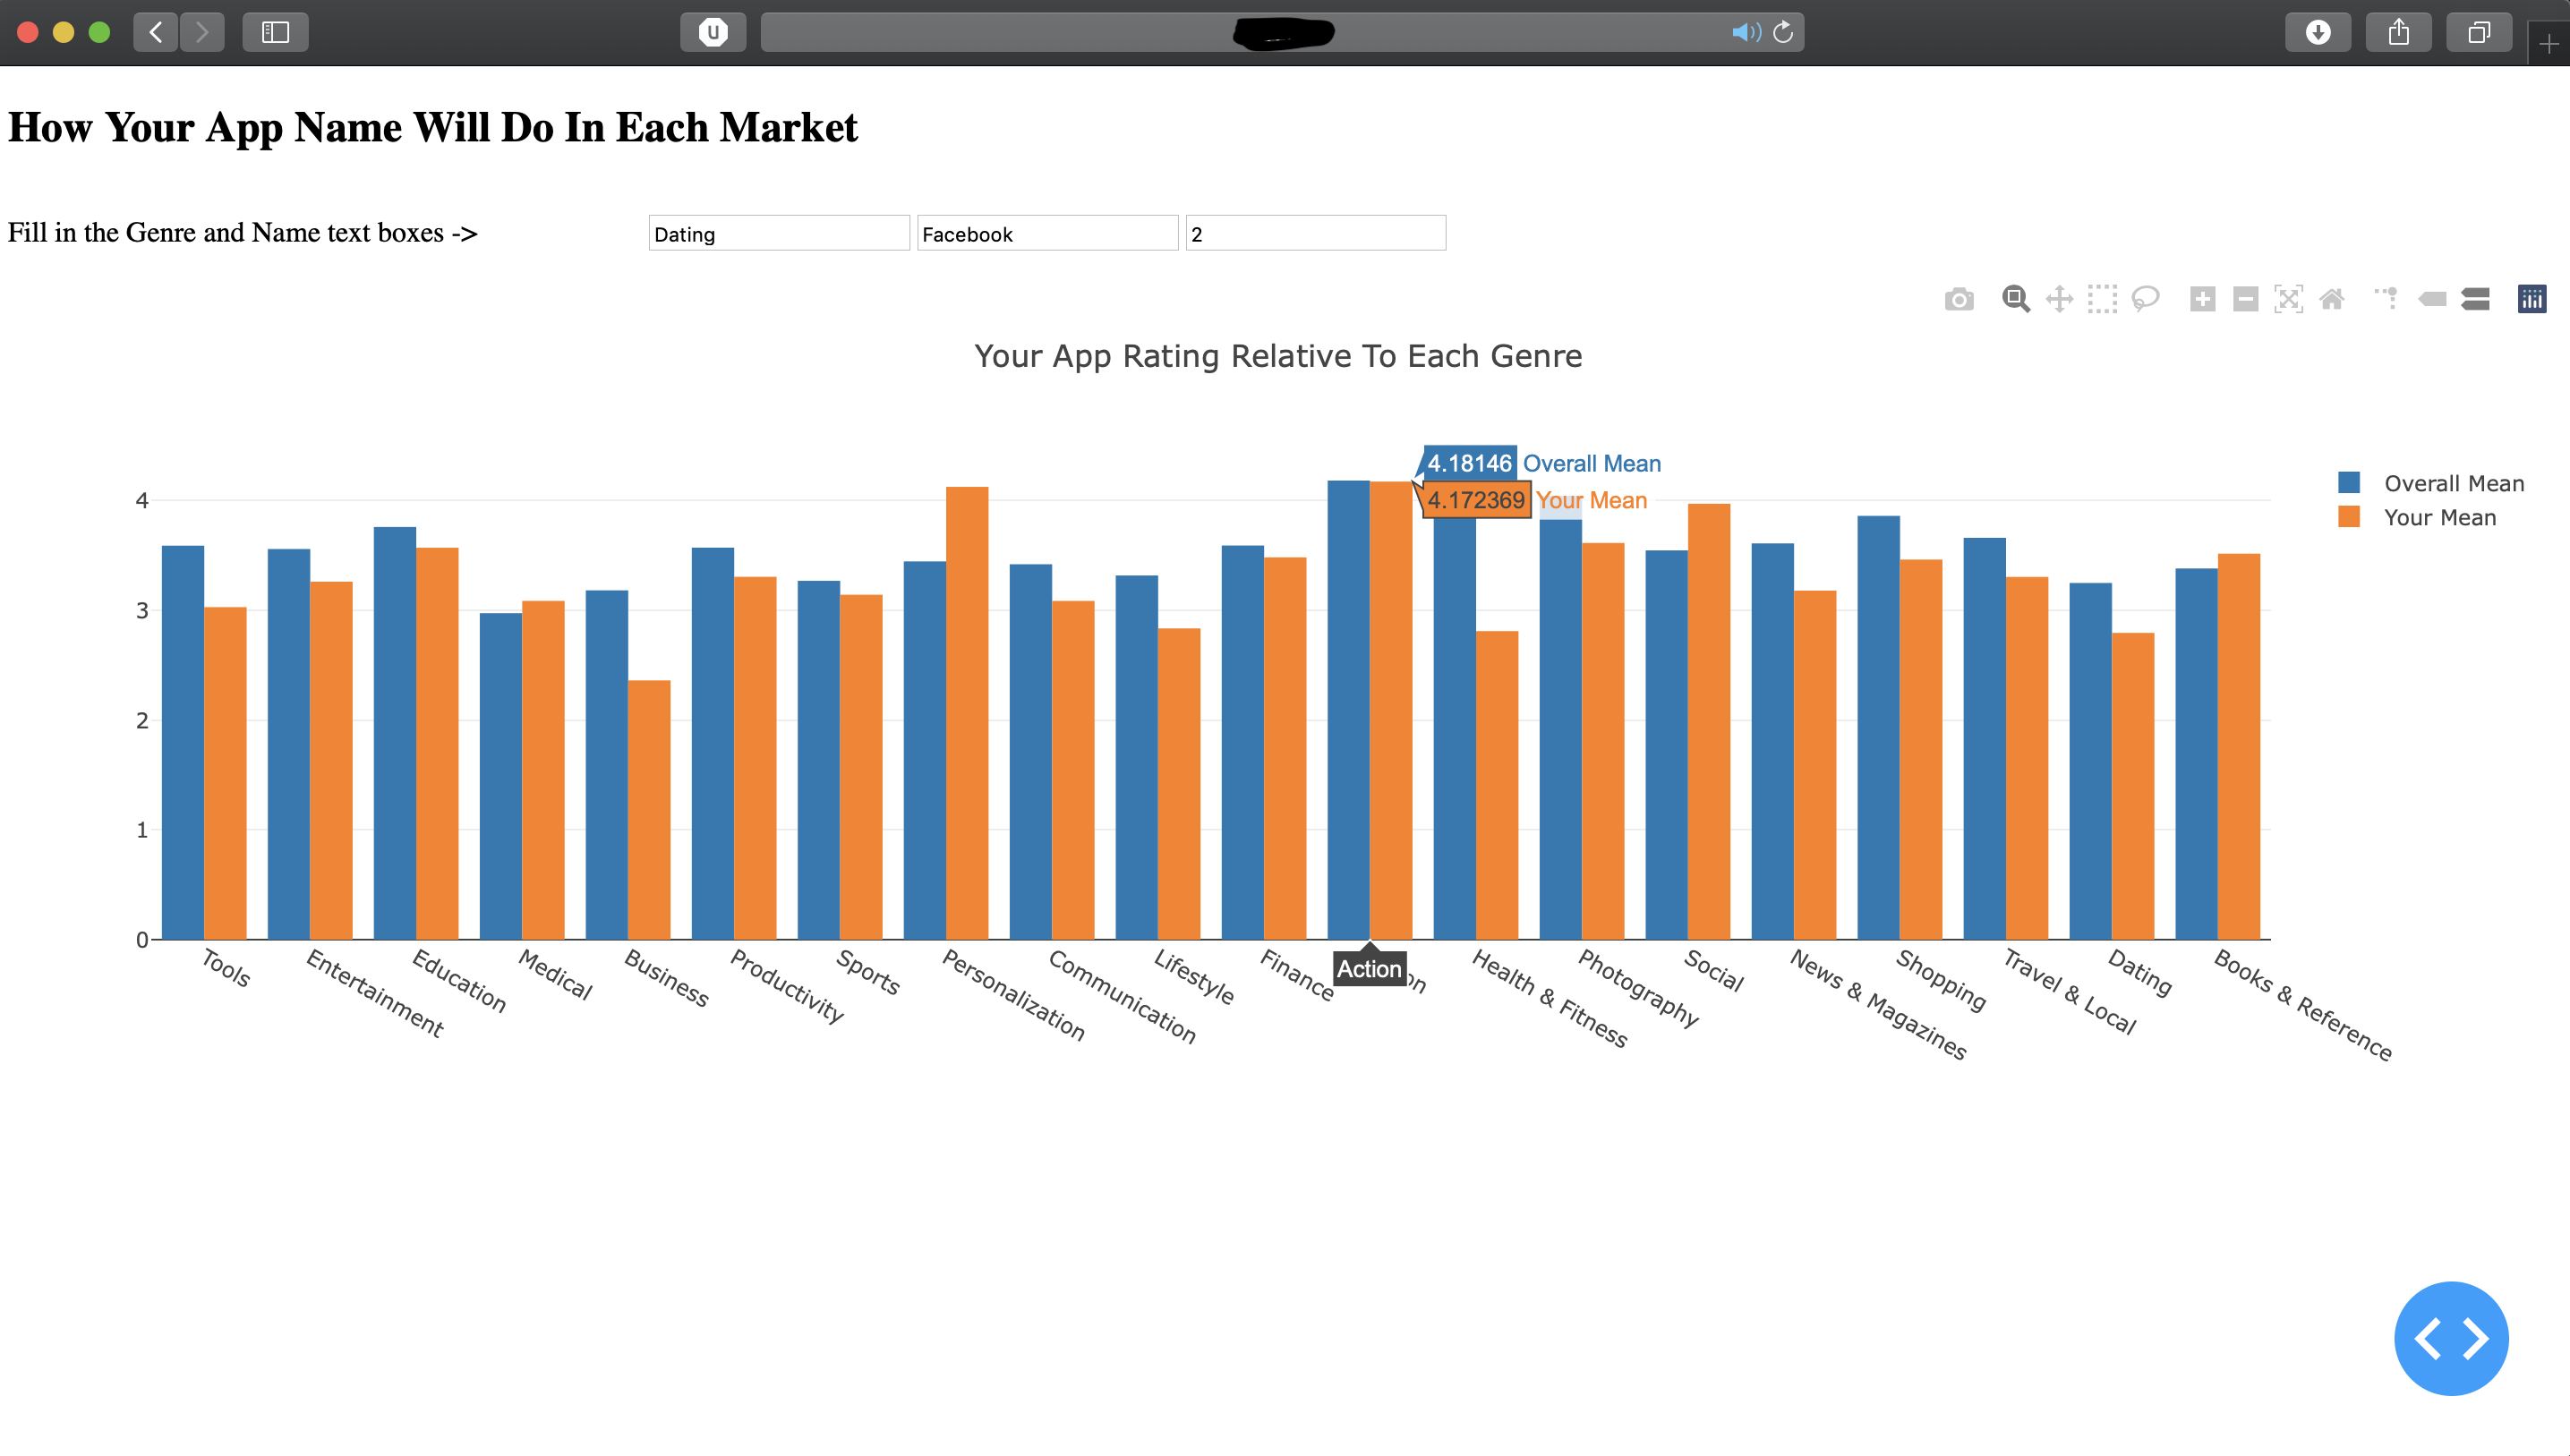 How Your App Name Will Do In Each Market
Fill in the Genre and Name text boxes ->
Dating
Facebook
2
Your App Rating Relative To Each Genre
4.18146 Overall Mean
4.172369 Your Mean
Overall Mean
Your Mean
4
3
2
1
0
Tools
Entertainment
Education
Medical
Business
Productivity
Sports
Personalization
Communication
Lifestyle
Finance
Action
Health & Fitness
Photography
Social
News & Magazines
Shopping
Travel & Local
Dating
Books & Reference